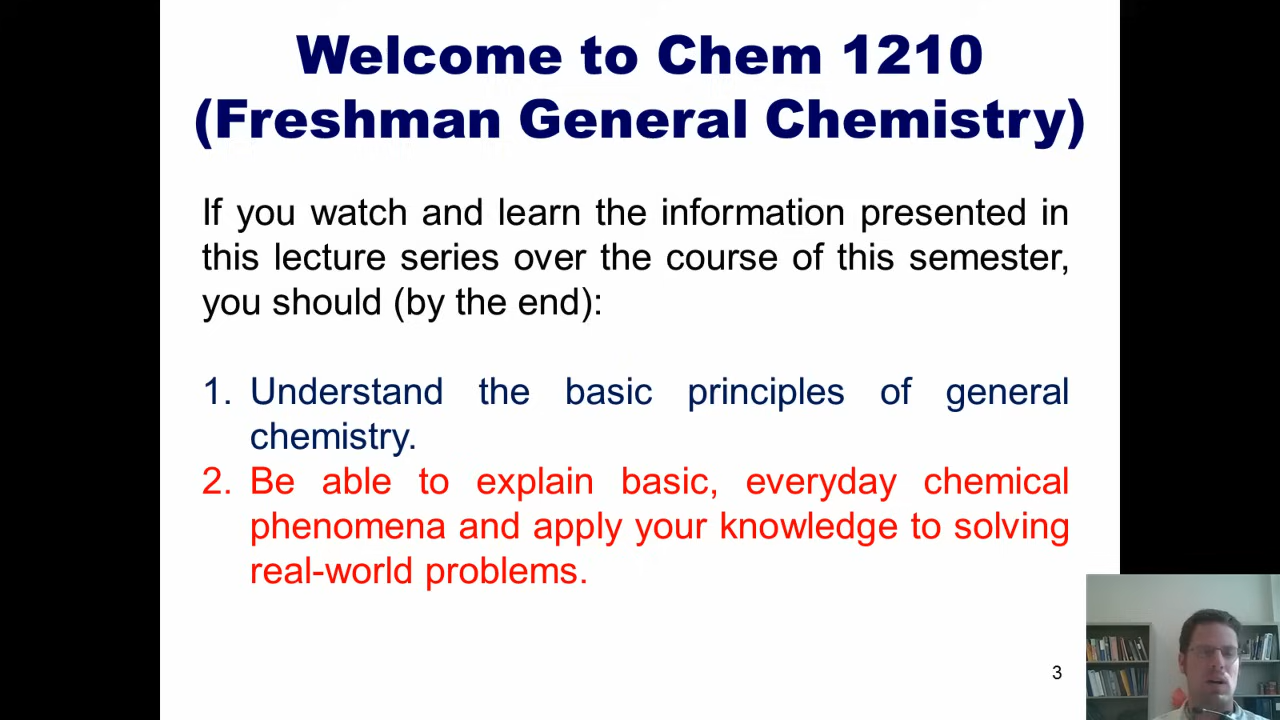 Welcome to Chem 1210
(Freshman General Chemistry)
If you watch and learn the information presented in
this lecture series over the course of this semester,
you should (by the end):
1. Understand the basic principles of general
chemistry.
2. Be able to explain basic, everyday chemical
phenomena and apply your knowledge to solving
real-world problems.
3